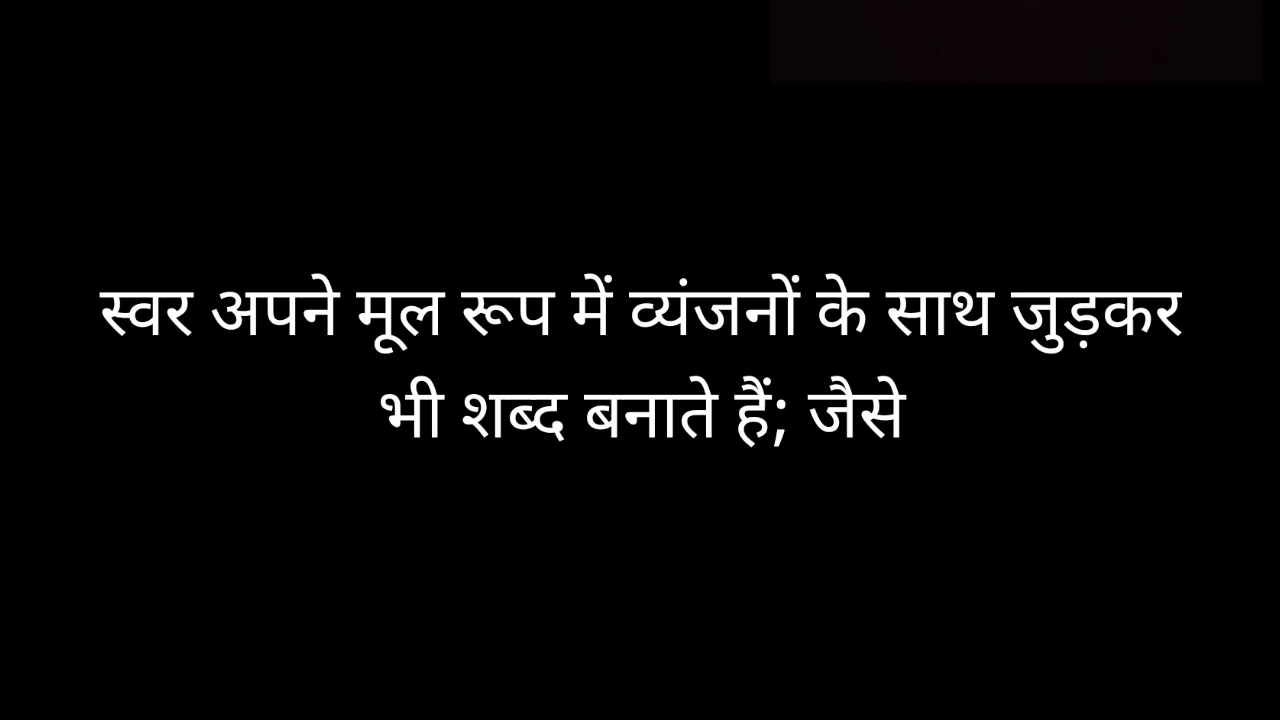 स्वर अपने मूल रूप में व्यंजनों के साथ जुड़कर
भी शब्द बनाते हैं; जैसे